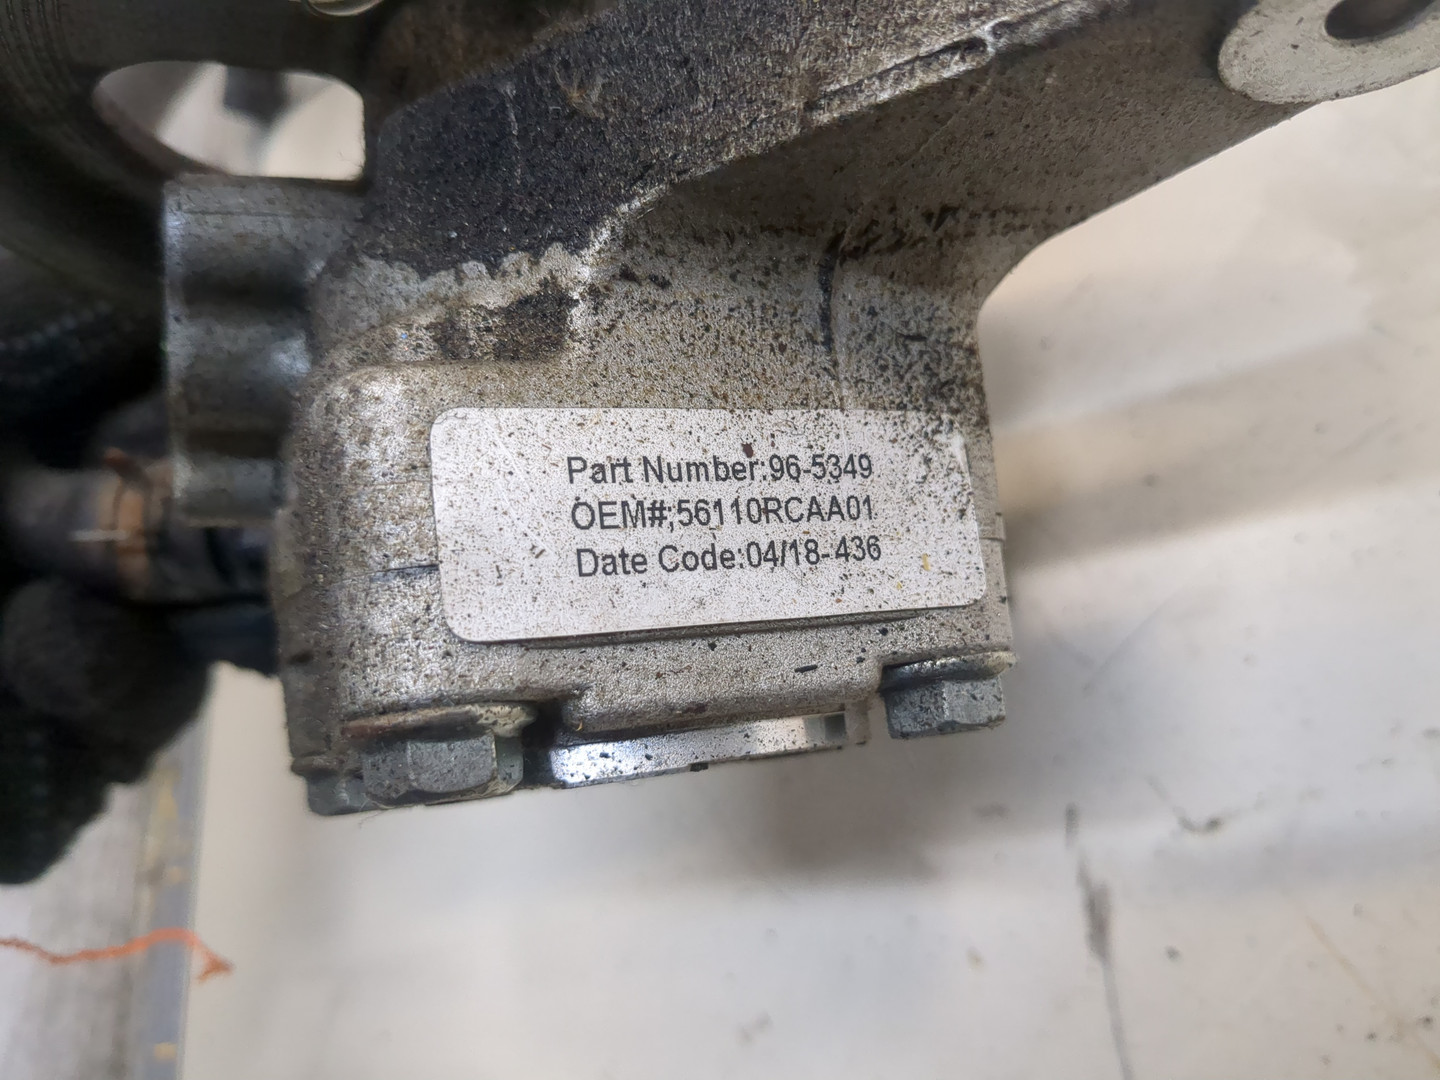 Part Number:96-5349
OEM#;56110RCAA01
Date Code:04/18-436